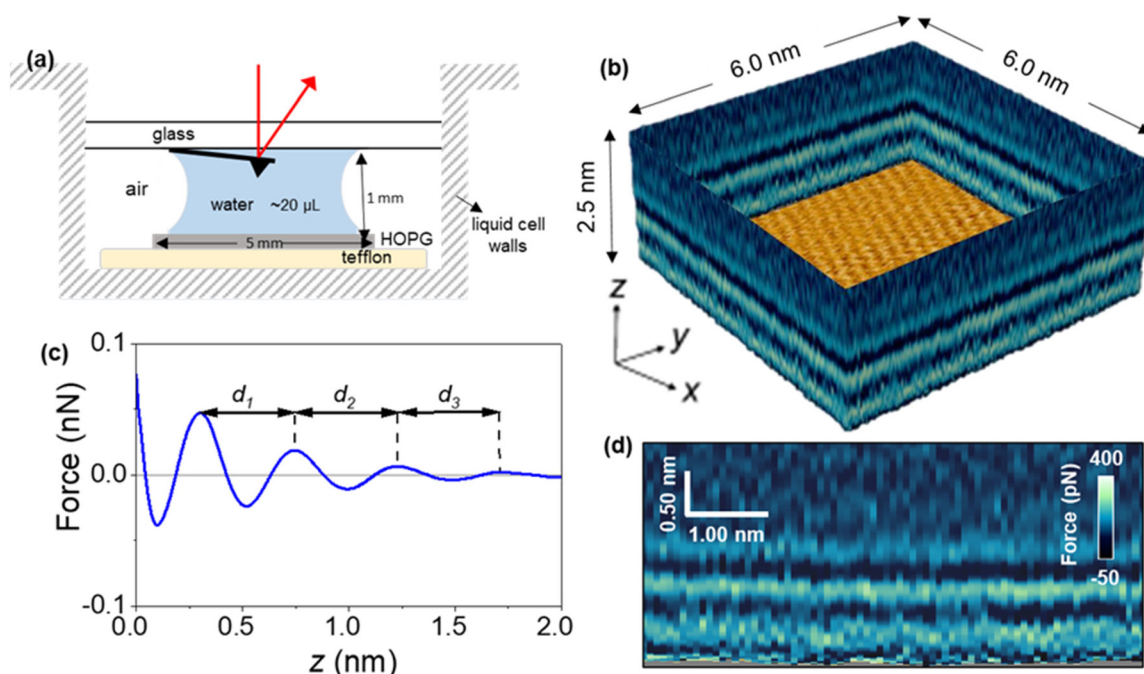 (a)
glass
air
water ~20 µL
1 mm
5 mm
HOPG
tefflon
liquid cell
walls
(b)
6.0 nm
6.0 nm
2.5 nm
z
y
x
(c)
0.1
0.0
-0.1
Force (nN)
d1
d2
d3
0.0 0.5 1.0 1.5 2.0
z (nm)
(d)
0.50 nm
1.00 nm
Force (pN)
400
-50